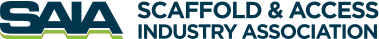 SAIA
SCAFFOLD & ACCESS
INDUSTRY ASSOCIATION